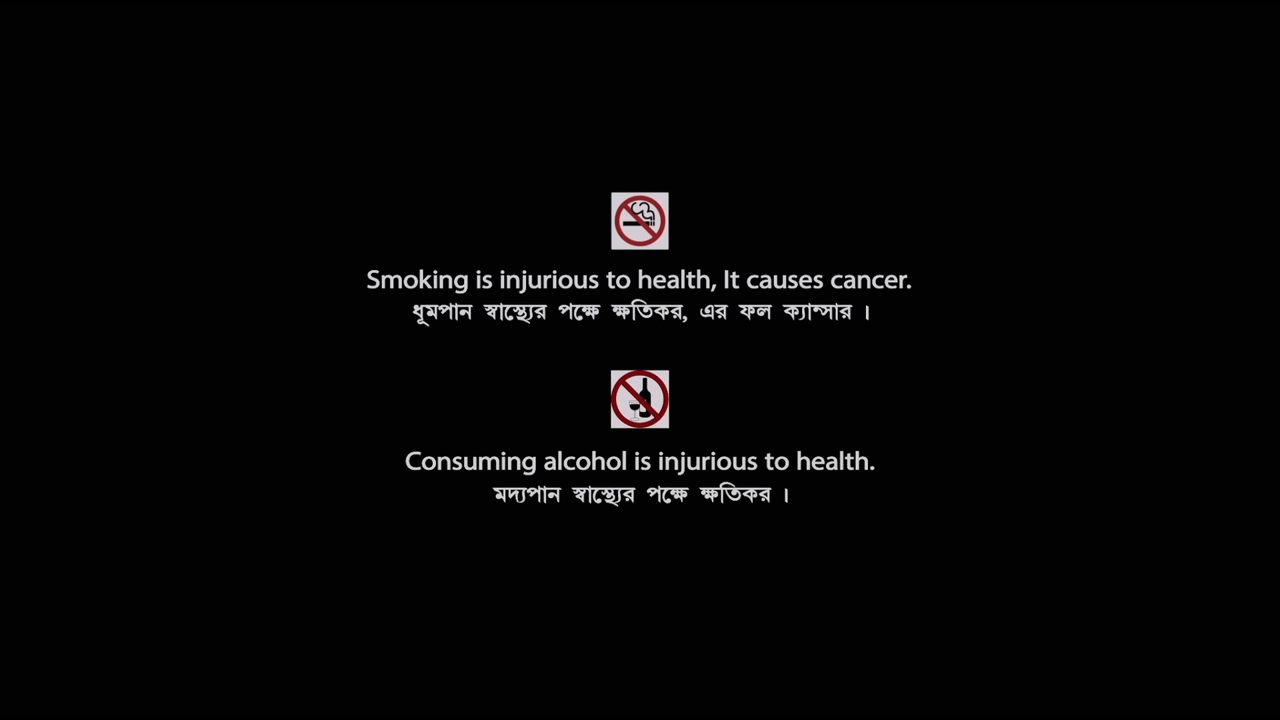 Smoking is injurious to health, It causes cancer.
ধূমপান স্বাস্থ্যের পক্ষে ক্ষতিকর, এর ফল ক্যান্সার ।
Consuming alcohol is injurious to health.
মদ্যপান স্বাস্থ্যের পক্ষে ক্ষতিকর ।